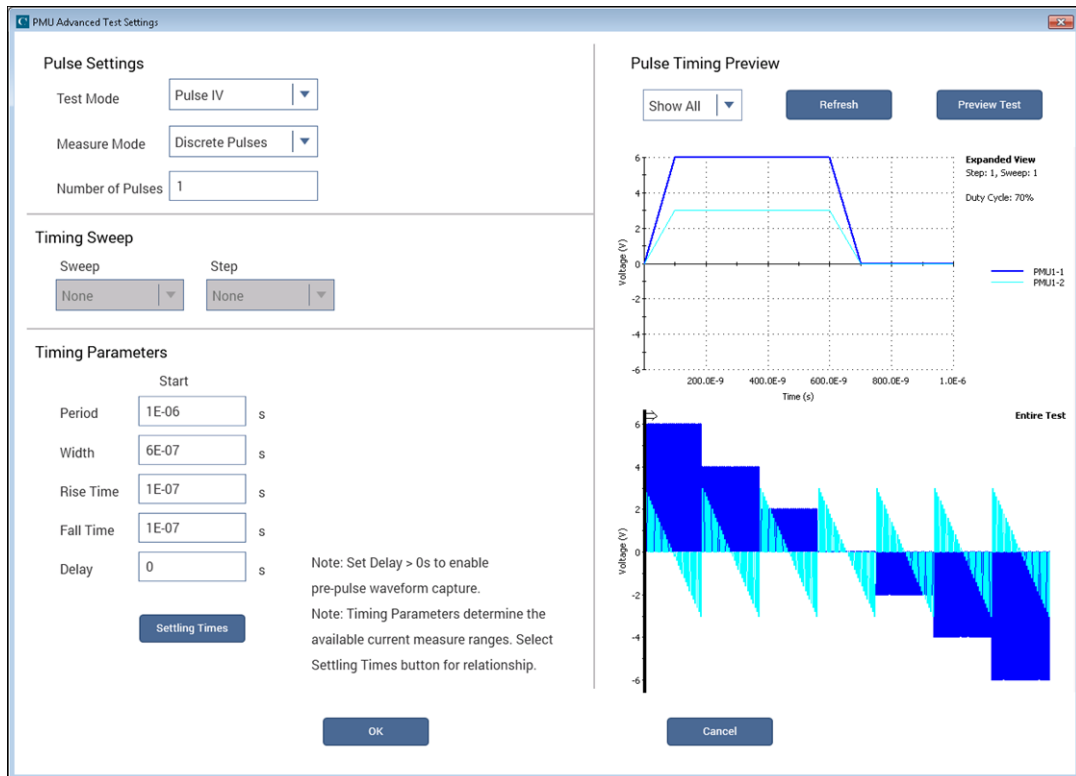 PMU Advanced Test Settings
Pulse Settings
Test Mode
Pulse IV
Measure Mode
Discrete Pulses
Number of Pulses
1
Timing Sweep
Sweep
Step
None
None
Timing Parameters
Start
Period
1E-06
s
Width
6E-07
s
Rise Time
1E-07
s
Fall Time
1E-07
s
Delay
0
s
Settling Times
Note: Set Delay > 0s to enable
pre-pulse waveform capture.
Note: Timing Parameters determine the
available current measure ranges. Select
Settling Times button for relationship.
Pulse Timing Preview
Show All
Refresh
Preview Test
Expanded View
Step: 1, Sweep: 1
Duty Cycle: 70%
6
4
2
0
-2
-4
-6
Voltage (V)
200.0E-9
400.0E-9
600.0E-9
800.0E-9
1.0E-6
Time (s)
PMU1-1
PMU1-2
Entire Test
6
4
2
0
-2
-4
-6
Voltage (V)
OK
Cancel